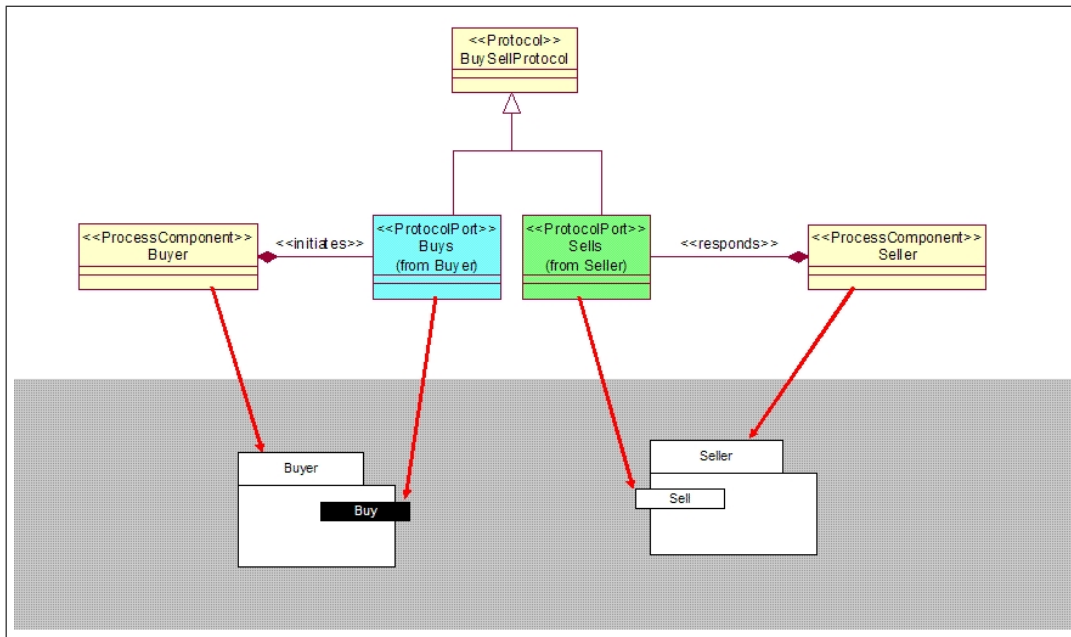 <<Protocol>>
BuySellProtocol
<<ProcessComponent>>
Buyer
<<initiates>>
<<ProtocolPort>>
Buys
(from Buyer)
<<ProtocolPort>>
Sells
(from Seller)
<<responds>>
<<ProcessComponent>>
Seller
Buyer
Buy
Seller
Sell